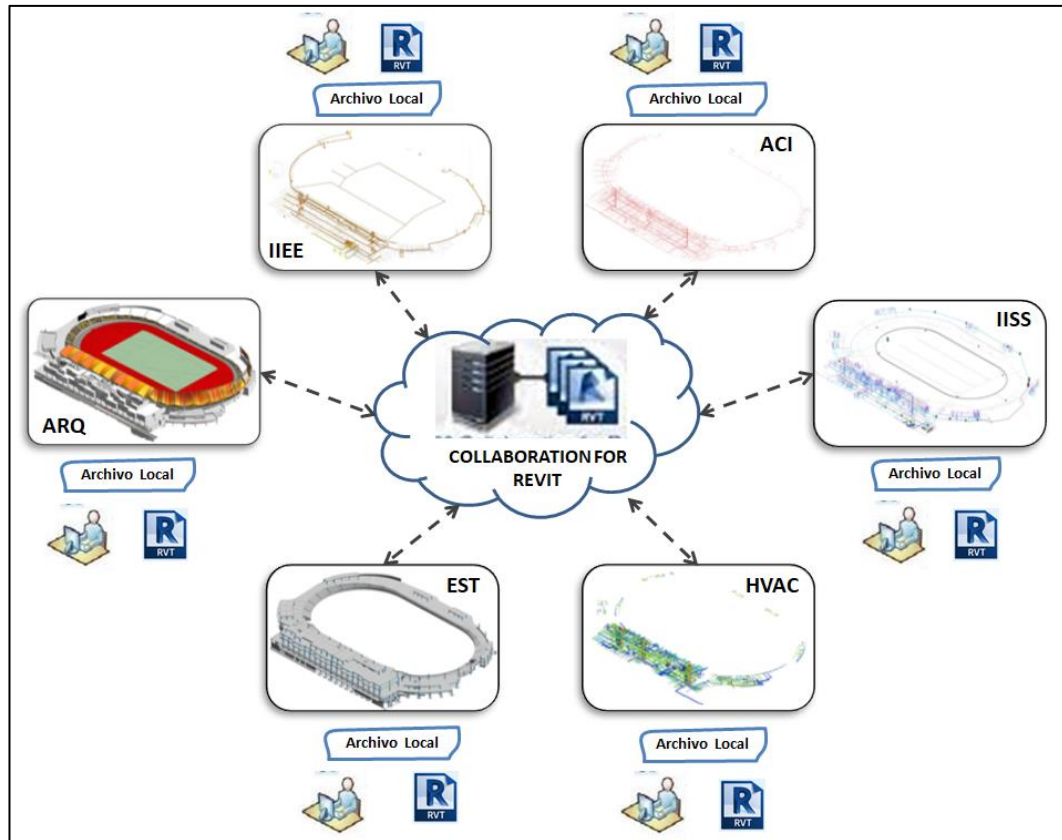 R
RVT
Archivo Local
IIEE
R
RVT
Archivo Local
ACI
ARQ
Archivo Local
R
RVT
IISS
Archivo Local
R
RVT
RVT
COLLABORATION FOR
REVIT
EST
Archivo Local
R
RVT
HVAC
Archivo Local
R
RVT